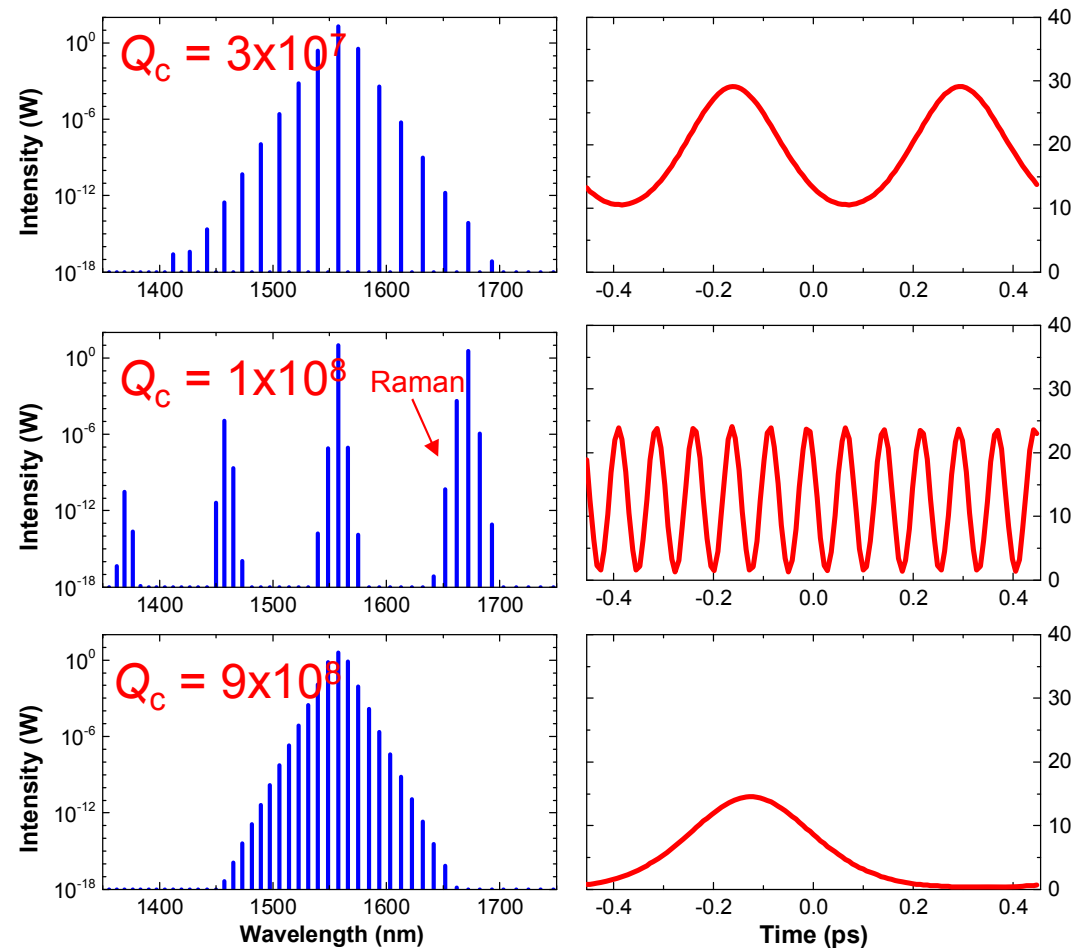 Intensity (W)
10^0
10^-6
10^-12
10^-18
Q_c = 3x10^7
1400 1500 1600 1700
40
30
20
10
0
-0.4 -0.2 0.0 0.2 0.4
Intensity (W)
10^0
10^-6
10^-12
10^-18
Q_c = 1x10^8
Raman
1400 1500 1600 1700
40
30
20
10
0
-0.4 -0.2 0.0 0.2 0.4
Intensity (W)
10^0
10^-6
10^-12
10^-18
Q_c = 9x10^8
1400 1500 1600 1700
Wavelength (nm)
40
30
20
10
0
-0.4 -0.2 0.0 0.2 0.4
Time (ps)